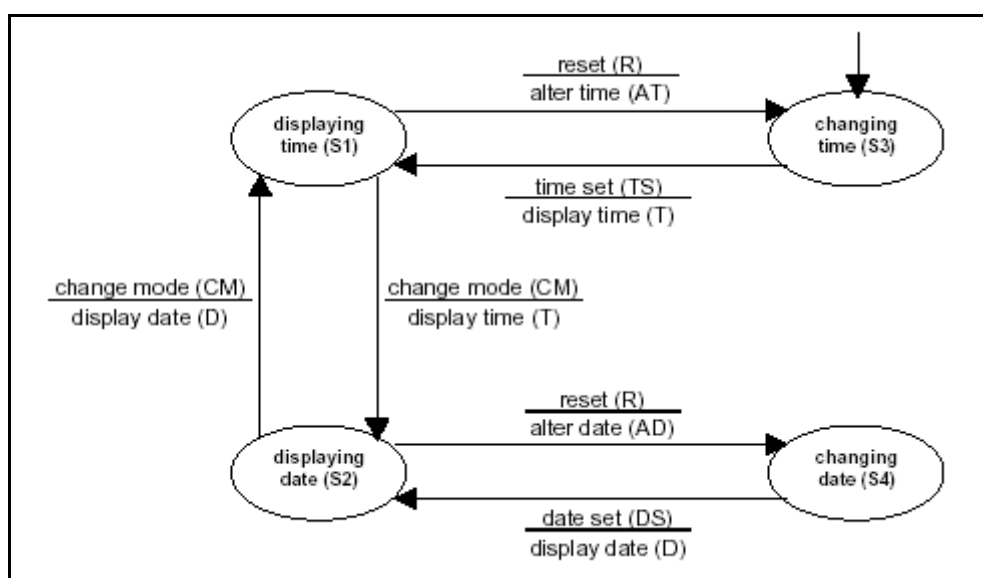 reset (R)
alter time (AT)
displaying
time (S1)
changing
time (S3)
time set (TS)
display time (T)
change mode (CM)
display date (D)
change mode (CM)
display time (T)
reset (R)
alter date (AD)
displaying
date (S2)
changing
date (S4)
date set (DS)
display date (D)